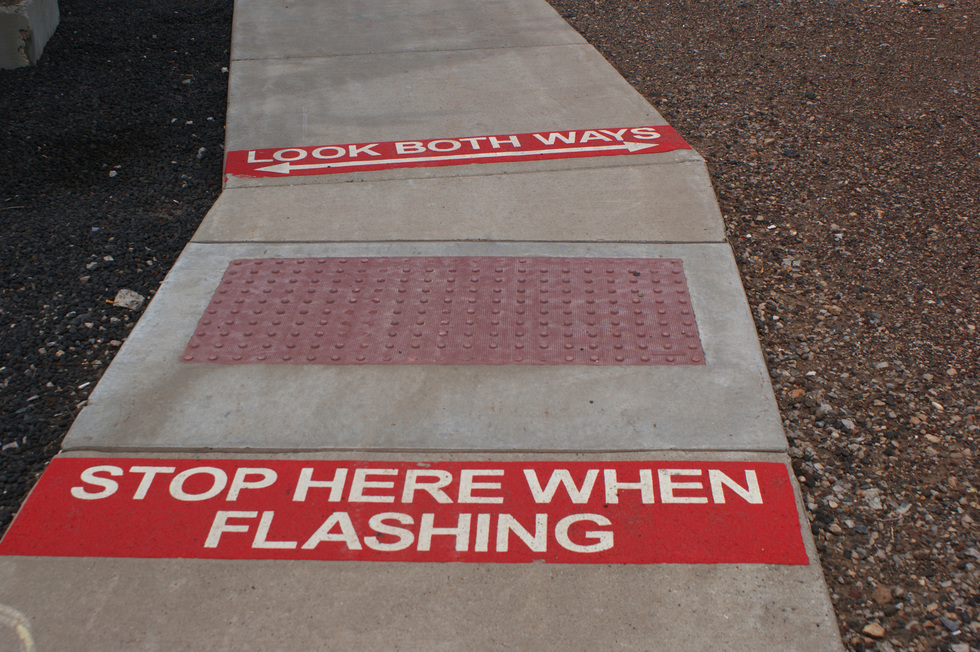 LOOK BOTH WAYS
STOP HERE WHEN
FLASHING